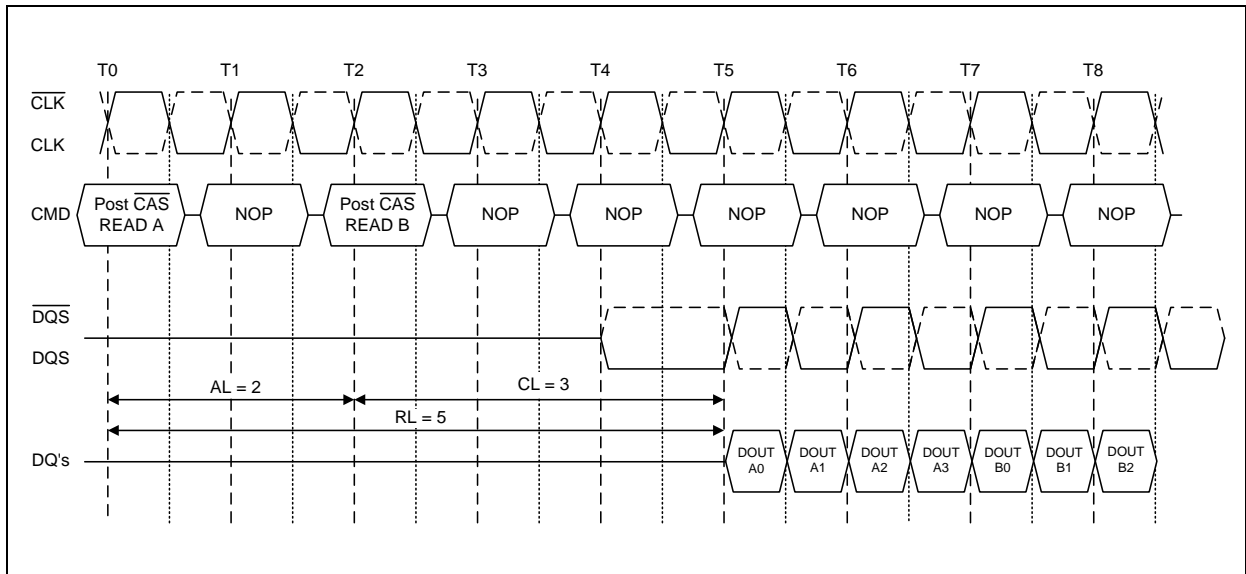 T0 T1 T2 T3 T4 T5 T6 T7 T8
CLK
CLK
CMD
Post CAS
READ A
NOP
Post CAS
READ B
NOP
NOP
NOP
NOP
NOP
NOP
DQS
DQS
AL = 2
CL = 3
RL = 5
DQ's
DOUT
A0
DOUT
A1
DOUT
A2
DOUT
A3
DOUT
B0
DOUT
B1
DOUT
B2